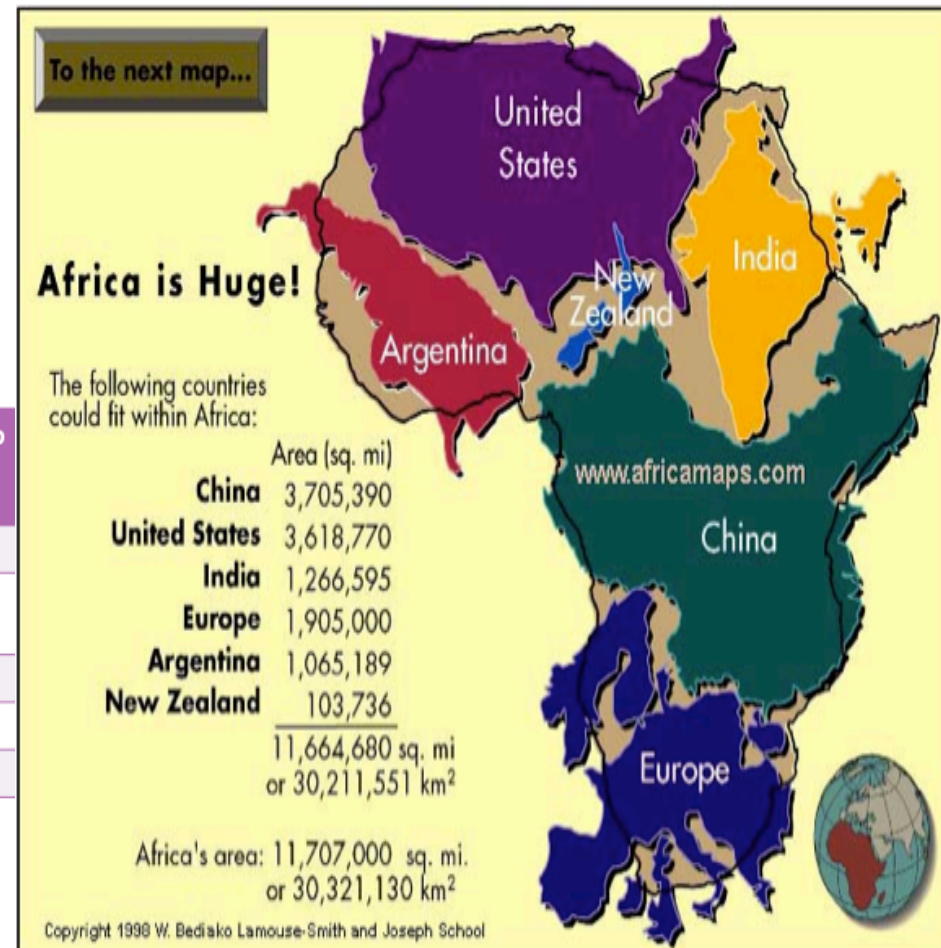 To the next map...
Africa is Huge!
The following countries
could fit within Africa:
Area (sq. mi)
China 3,705,390
United States 3,618,770
India 1,266,595
Europe 1,905,000
Argentina 1,065,189
New Zealand 103,736
11,664,680 sq. mi
or 30,211,551 km²
Africa's area: 11,707,000 sq. mi.
or 30,321,130 km²
Copyright 1998 W. Bediako Lamouse-Smith and Joseph School
United
States
India
New
Zealand
Argentina
www.africamaps.com
China
Europe